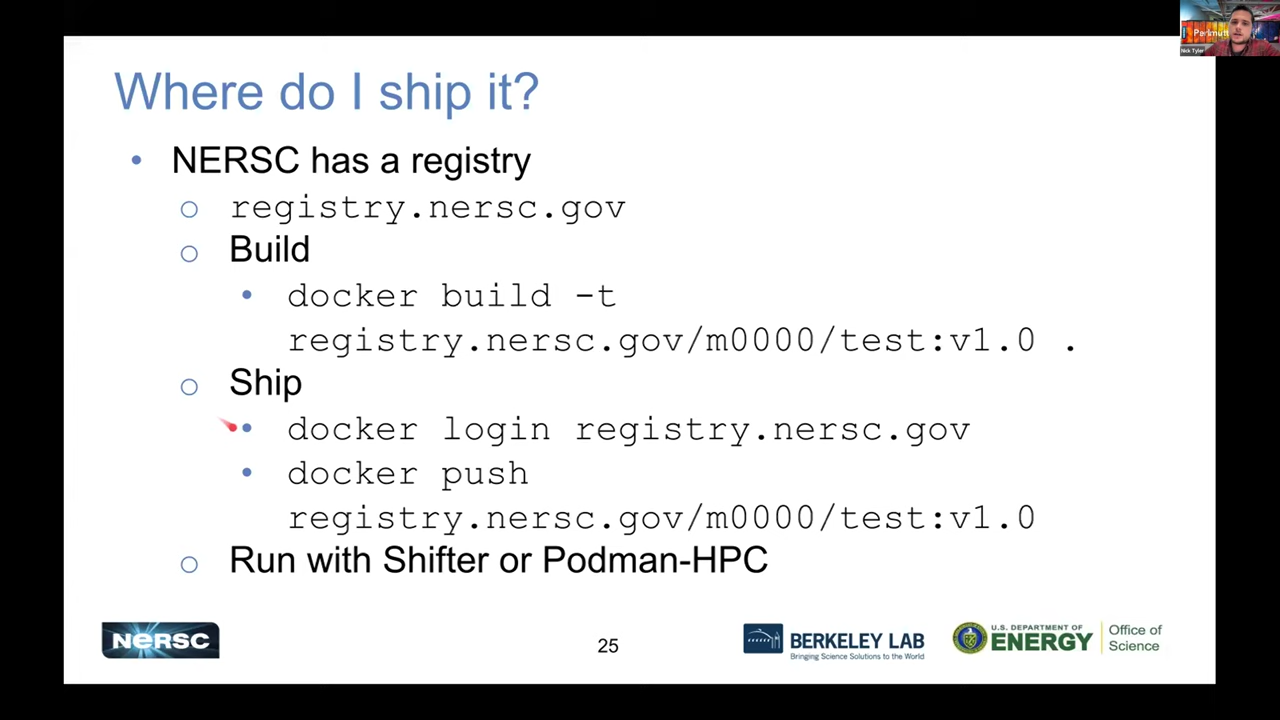 Perlmutt
Nick Tyler
Where do I ship it?
• NERSC has a registry
○ registry.nersc.gov
○ Build
• docker build -t
registry.nersc.gov/m0000/test:v1.0 .
○ Ship
• docker login registry.nersc.gov
• docker push
registry.nersc.gov/m0000/test:v1.0
○ Run with Shifter or Podman-HPC
NERSC
25
BERKELEY LAB
Bringing Science Solutions to the World
U.S. DEPARTMENT OF
ENERGY
Office of
Science